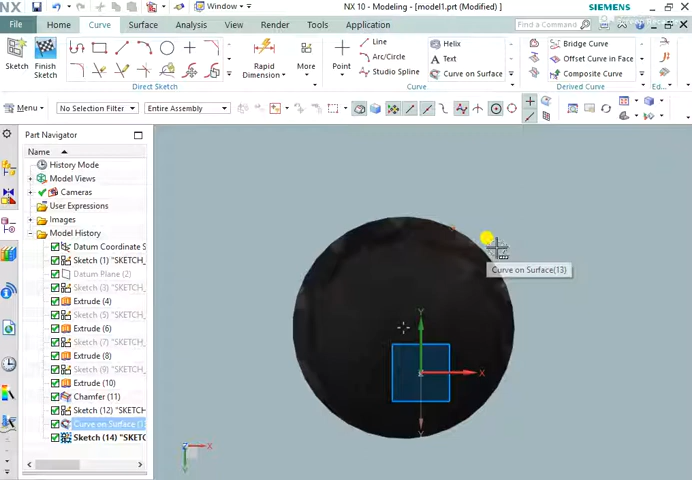 NX Window NX 10 - Modeling - [model1.prt (Modified)] SIEMENS
File Home Curve Surface Analysis View Render Tools Application Find a Command
Sketch Finish Sketch Rapid Dimension More Point Line Arc/Circle Studio Spline Helix Text Curve on Surface Bridge Curve Offset Curve in Face Composite Curve Edi
Direct Sketch Curve Derived Curve
Menu No Selection Filter Entire Assembly
Part Navigator
Name
History Mode
Model Views
Cameras
User Expressions
Images
Model History
Datum Coordinate S
Sketch (1) "SKETCH_
Datum Plane (2)
Sketch (3) "SKETCH_
Extrude (4)
Sketch (5) "SKETCH_
Extrude (6)
Sketch (7) "SKETCH_
Extrude (8)
Sketch (9) "SKETCH_
Extrude (10)
Chamfer (11)
Sketch (12) "SKETC
Curve on Surface (1
Sketch (14) "SKETC
Curve on Surface(13)
Y
X
Y
X
Z
Y